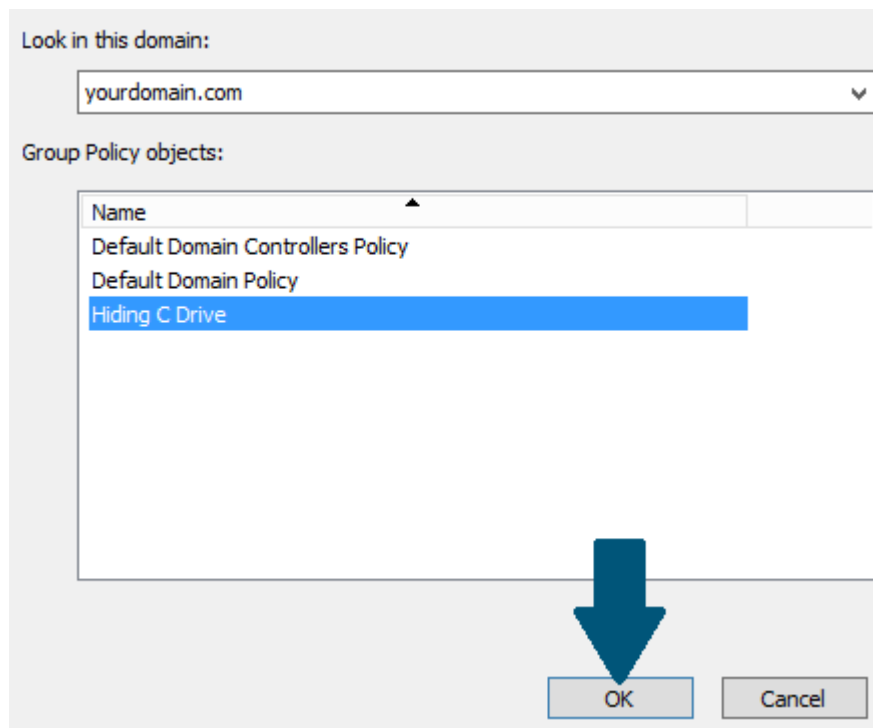 Look in this domain:
yourdomain.com
Group Policy objects:
Name
Default Domain Controllers Policy
Default Domain Policy
Hiding C Drive
OK
Cancel